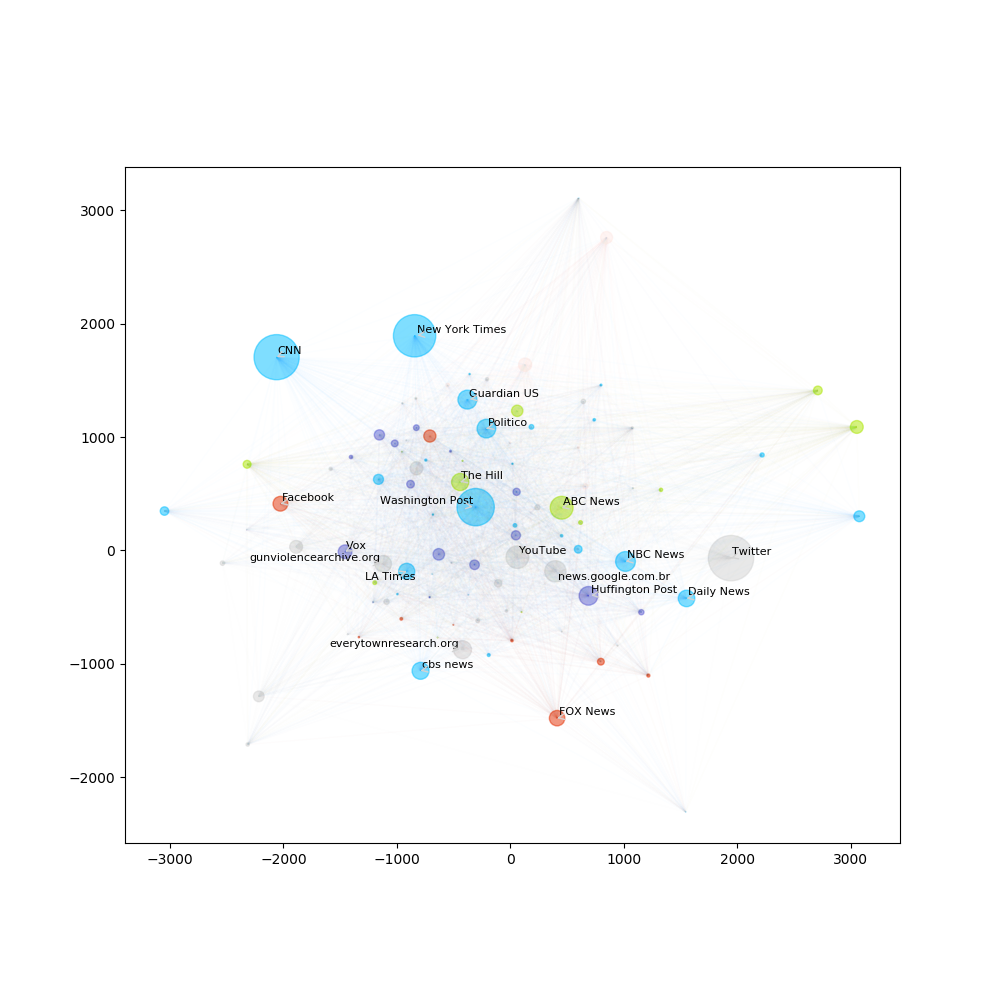 3000
2000
1000
0
−1000
−2000
New York Times
CNN
Guardian US
Politico
The Hill
Facebook
Washington Post
ABC News
Vox
gunviolencearchive.org
YouTube
NBC News
Twitter
LA Times
news.google.com.br
Huffington Post
Daily News
everytownresearch.org
cbs news
FOX News
−3000
−2000
−1000
0
1000
2000
3000